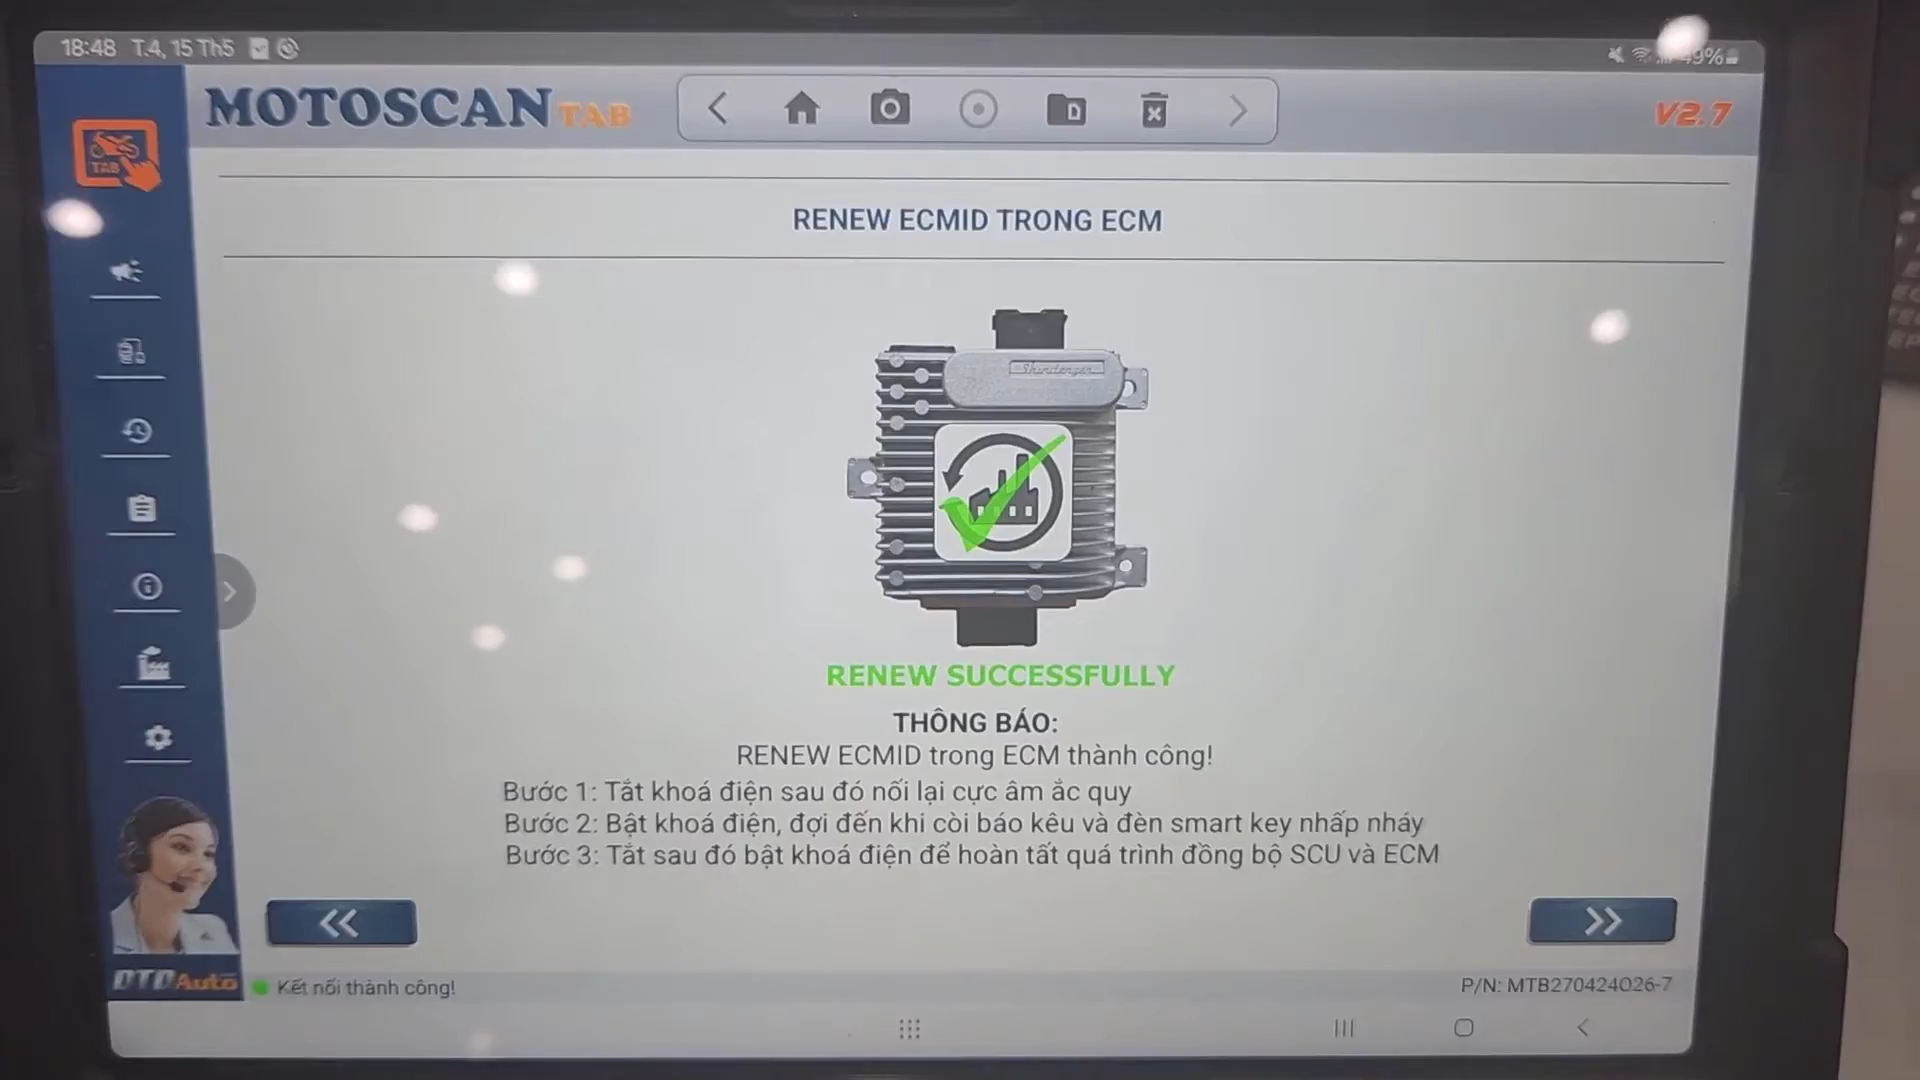 18:48 T.4, 15 Th5
49%
MOTOSCAN TAB
V2.7
TAB
RENEW ECMID TRONG ECM
Shindengen
RENEW SUCCESSFULLY
THÔNG BÁO:
RENEW ECMID trong ECM thành công!
Bước 1: Tắt khoá điện sau đó nối lại cực âm ắc quy
Bước 2: Bật khoá điện, đợi đến khi còi báo kêu và đèn smart key nhấp nháy
Bước 3: Tắt sau đó bật khoá điện để hoàn tất quá trình đồng bộ SCU và ECM
OTOAuto
Kết nối thành công!
P/N: MTB270424026-7